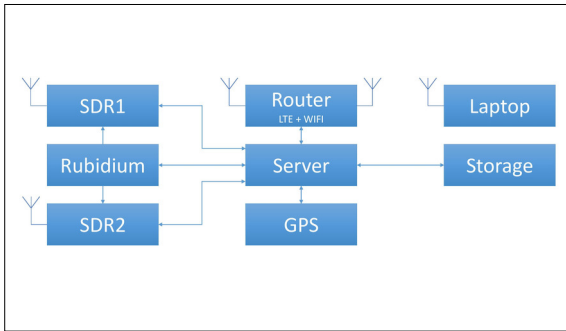 SDR1
Router
LTE + WIFI
Laptop
Rubidium
Server
Storage
SDR2
GPS